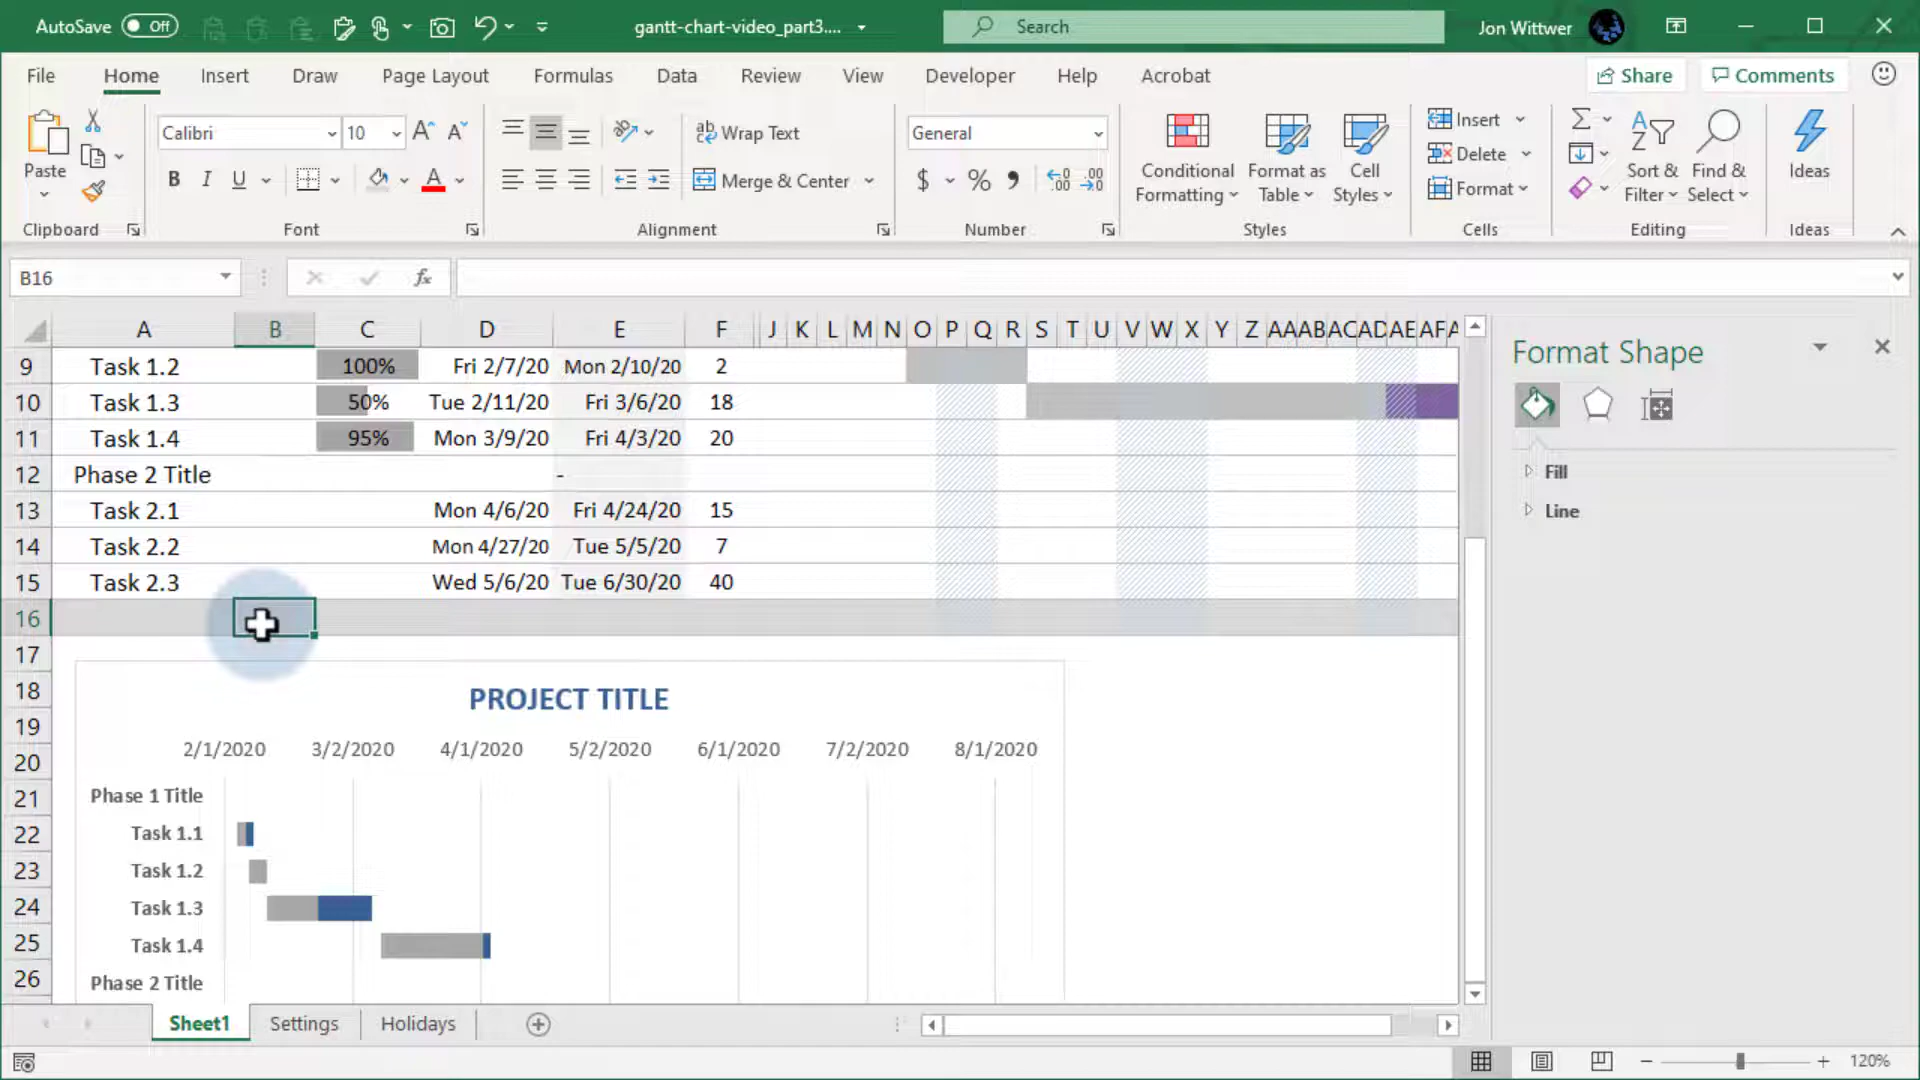 AutoSave Off gantt-chart-video_part3.... Search Jon Wittwer
File Home Insert Draw Page Layout Formulas Data Review View Developer Help Acrobat Share Comments
Paste Calibri 10 Wrap Text General Conditional Formatting Format as Table Cell Styles Insert Sort & Filter Find & Select Ideas
B I U Merge & Center $ % Delete
Format
Clipboard Font Alignment Number Styles Cells Editing Ideas
B16 fx
A B C D E F J K L M N O P Q R S T U V W X Y Z AA AB AC AD AE AF A
9 Task 1.2 100% Fri 2/7/20 Mon 2/10/20 2
10 Task 1.3 50% Tue 2/11/20 Fri 3/6/20 18
11 Task 1.4 95% Mon 3/9/20 Fri 4/3/20 20
12 Phase 2 Title -
13 Task 2.1 Mon 4/6/20 Fri 4/24/20 15
14 Task 2.2 Mon 4/27/20 Tue 5/5/20 7
15 Task 2.3 Wed 5/6/20 Tue 6/30/20 40
16
17
18 PROJECT TITLE
19
20 2/1/2020 3/2/2020 4/1/2020 5/2/2020 6/1/2020 7/2/2020 8/1/2020
21 Phase 1 Title
22 Task 1.1
23 Task 1.2
24 Task 1.3
25 Task 1.4
26 Phase 2 Title
Format Shape
Fill
Line
Sheet1 Settings Holidays
120%